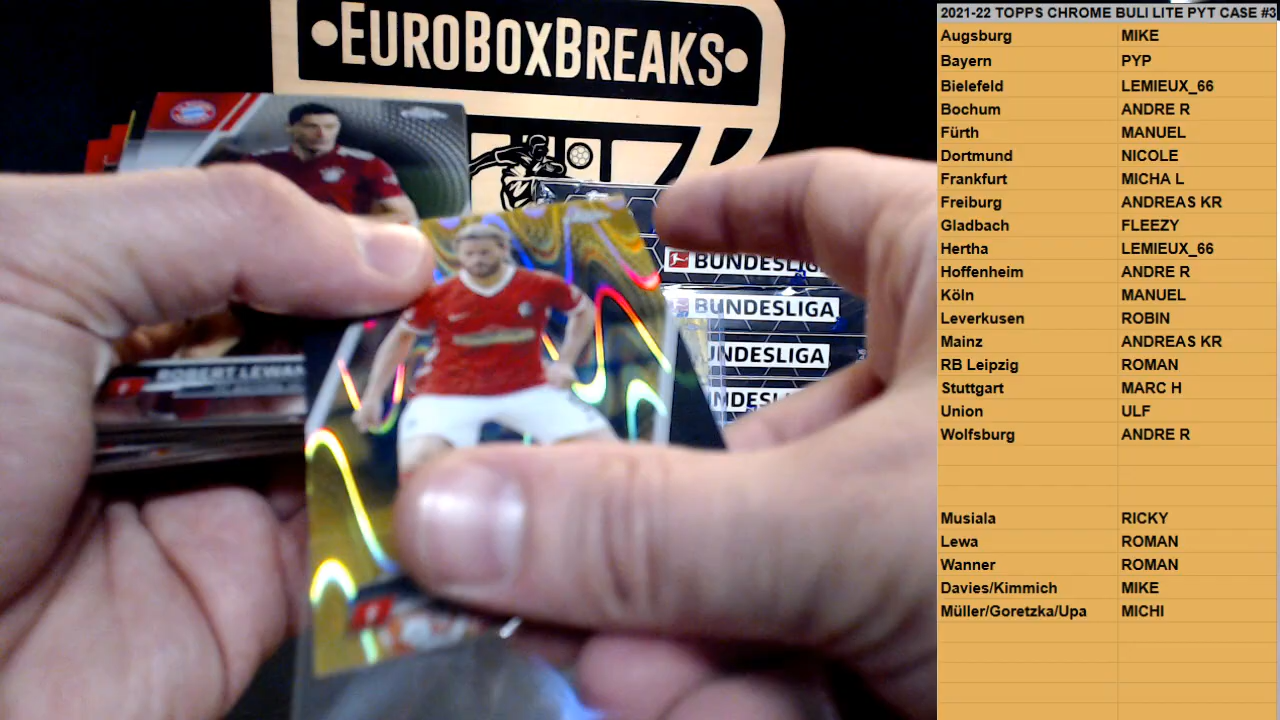 •EUROBOXBREAKS•
BUNDESLIGA
BUNDESLIGA
UNDESLIGA
ROBERT LEWAN
2021-22 TOPPS CHROME BULI LITE PYT CASE #3
Augsburg MIKE
Bayern PYP
Bielefeld LEMIEUX_66
Bochum ANDRE R
Fürth MANUEL
Dortmund NICOLE
Frankfurt MICHA L
Freiburg ANDREAS KR
Gladbach FLEEZY
Hertha LEMIEUX_66
Hoffenheim ANDRE R
Köln MANUEL
Leverkusen ROBIN
Mainz ANDREAS KR
RB Leipzig ROMAN
Stuttgart MARC H
Union ULF
Wolfsburg ANDRE R
Musiala RICKY
Lewa ROMAN
Wanner ROMAN
Davies/Kimmich MIKE
Müller/Goretzka/Upa MICHI